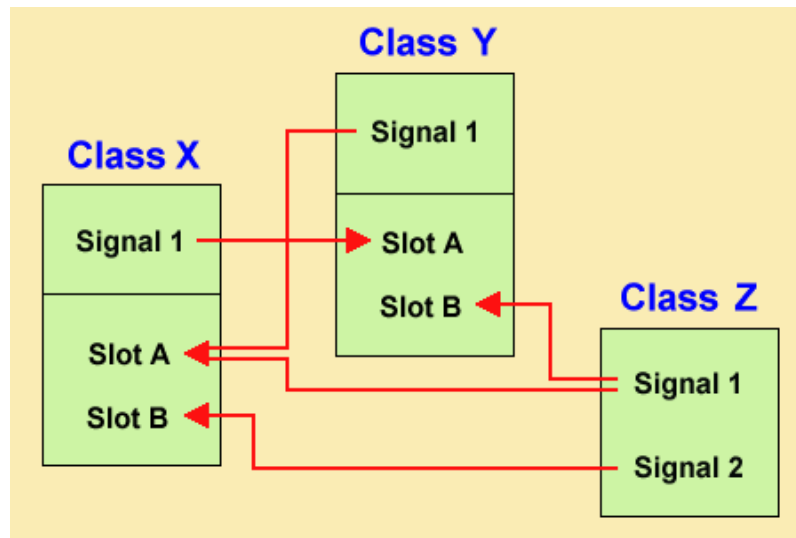 Class X
Signal 1
Slot A
Slot B
Class Y
Signal 1
Slot A
Slot B
Class Z
Signal 1
Signal 2